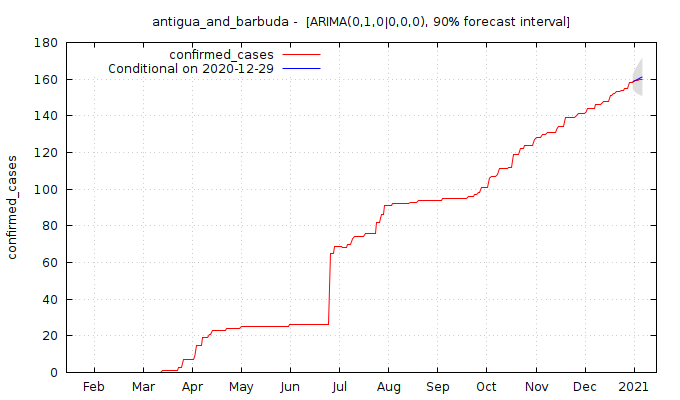 antigua_and_barbuda -  [ARIMA(0,1,0|0,0,0), 90% forecast interval]
confirmed_cases
Conditional on 2020-12-29
confirmed_cases
180
160
140
120
100
80
60
40
20
0
Feb Mar Apr May Jun Jul Aug Sep Oct Nov Dec 2021